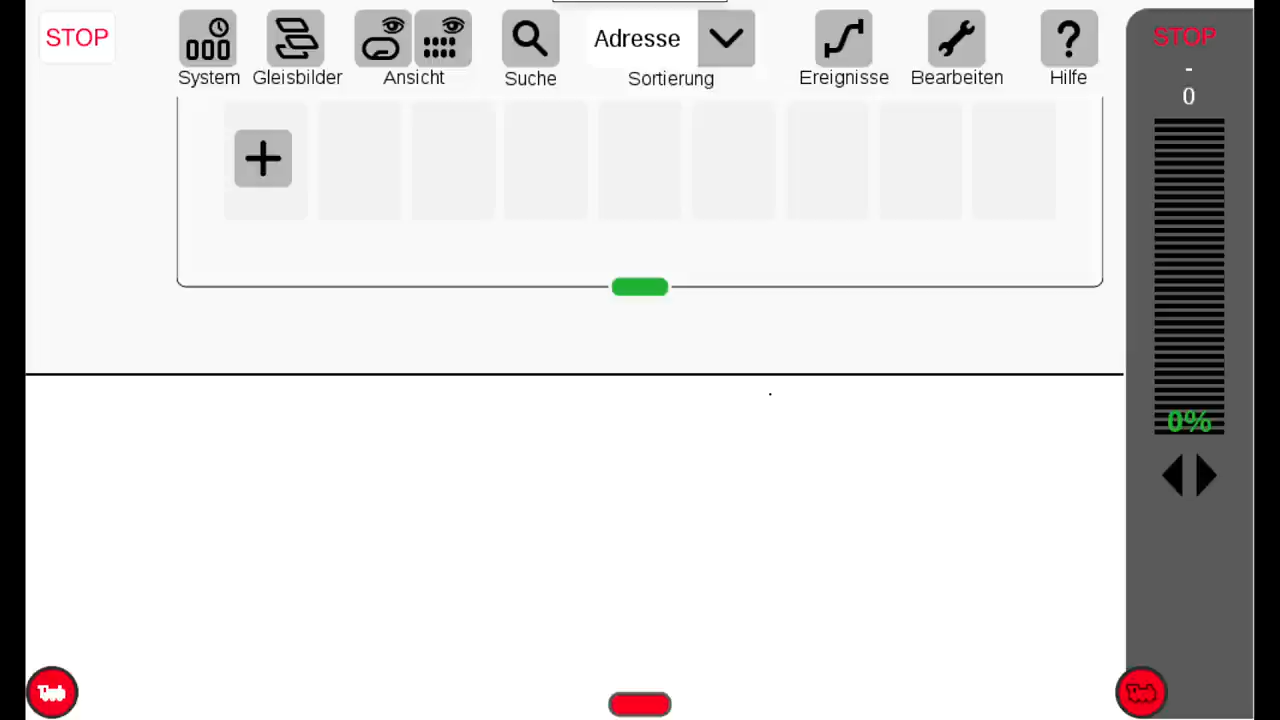 STOP
System
Gleisbilder
Ansicht
Suche
Adresse
Sortierung
Ereignisse
Bearbeiten
?
Hilfe
STOP
-
0
0%